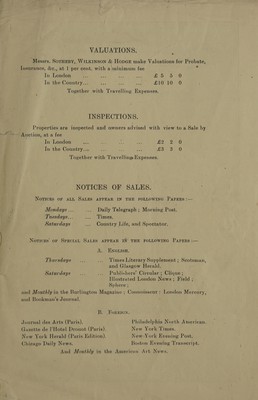 VALUATIONS.
Messrs. Sotheby, Wilkinson & Hodge make Valuations for Probate,
Insurance, &c., at 1 per cent. with a minimum fee
In London ... ... ... ... £ 5 5 0
In the Country... ... ... ... £10 10 0
Together with Travelling Expenses.
INSPECTIONS.
Properties are inspected and owners advised with view to a Sale by
Auction, at a fee
In London ... ... ... £2 2 0
In the Country... ... ... £3 3 0
Together with Travelling Expenses.
NOTICES OF SALES.
Notices of all Sales appear in the following Papers :—
Mondays ... ... Daily Telegraph ; Morning Post.
Tuesdays... ... Times.
Saturdays ... Country Life, and Spectator.
Notices of Special Sales appear in the following Papers :—
A. English.
Thursdays ... Times Literary Supplement ; Scotsman,
and Glasgow Herald.
Saturdays ... Publishers' Circular ; Clique ;
Illustrated London News ; Field ;
Sphere ;
and Monthly in the Burlington Magazine ; Connoisseur ; London Mercury,
and Bookman's Journal.
B. Foreign.
Journal des Arts (Paris)
Gazette de l'Hotel Drouot (Paris)
New York Herald (Paris Edition)
Chicago Daily News.
Philadelphia North American.
New York Times.
New York Evening Post.
Boston Evening Transcript.
And Monthly in the American Art News.